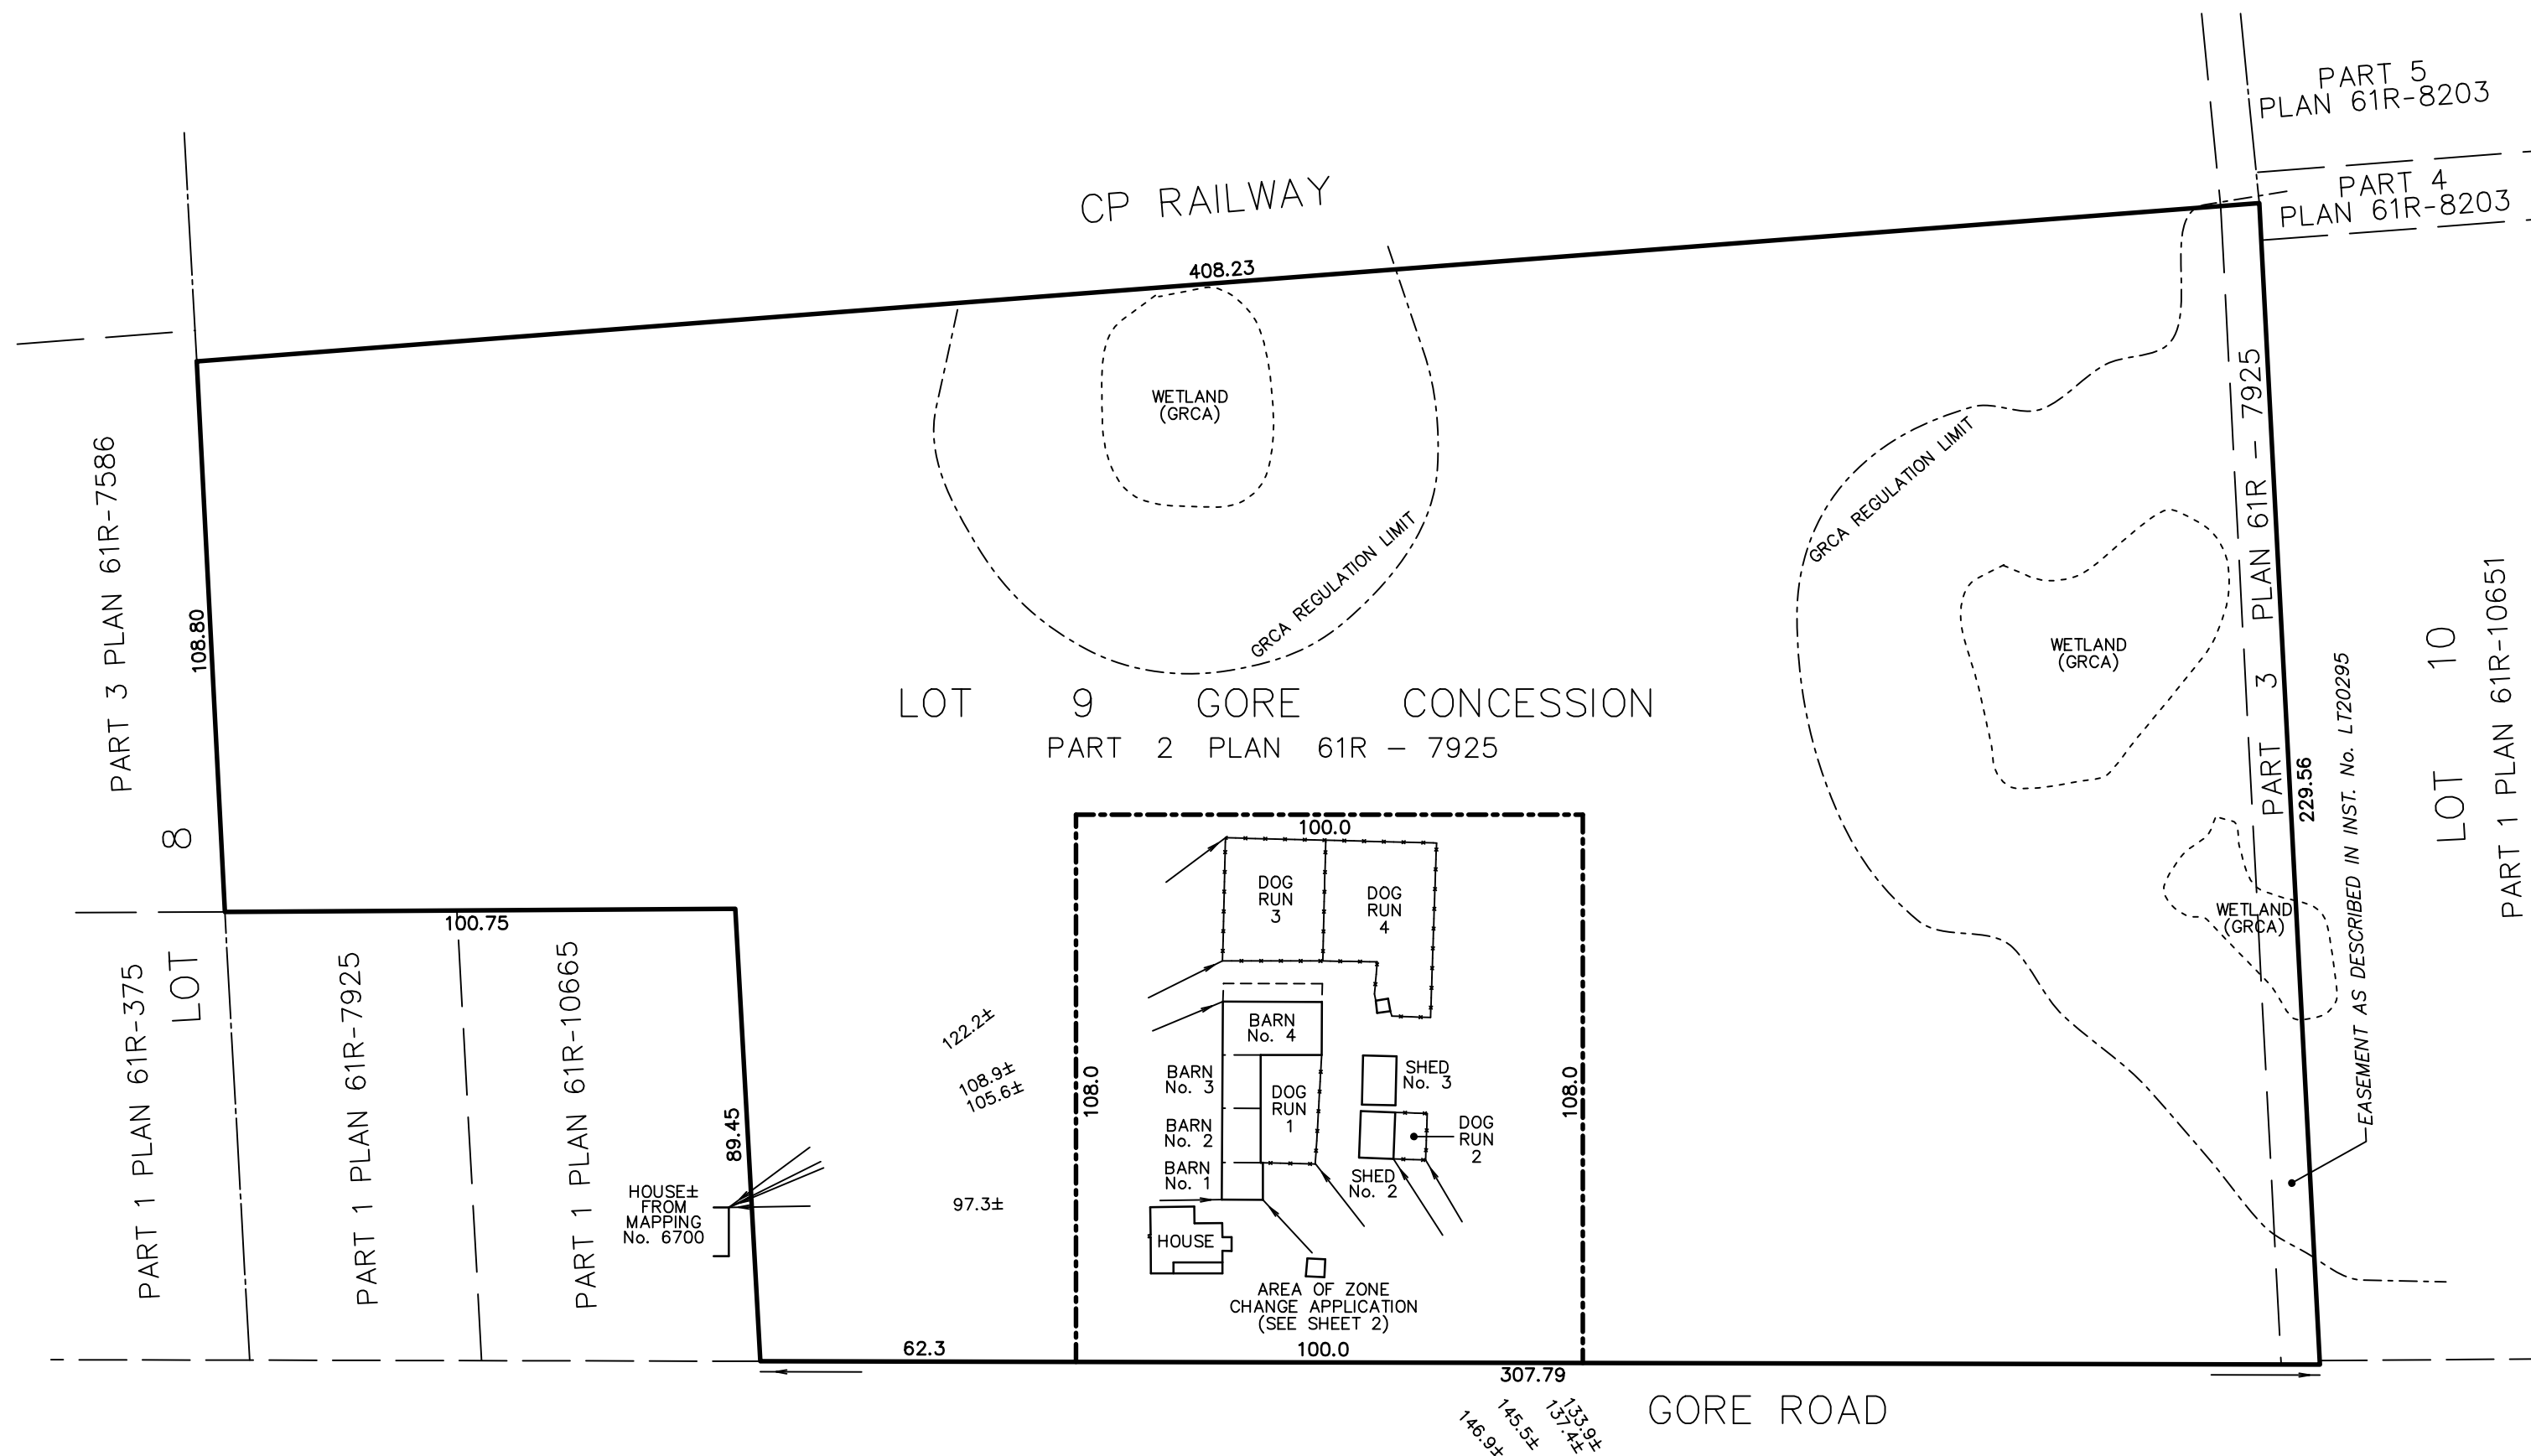 PART 5
PLAN 61R-8203
PART 4
PLAN 61R-8203
CP RAILWAY
408.23
WETLAND
(GRCA)
GRCA REGULATION LIMIT
GRCA REGULATION LIMIT
WETLAND
(GRCA)
WETLAND
(GRCA)
PART 3 PLAN 61R - 7925
229.56
EASEMENT AS DESCRIBED IN INST. No. LT20295
LOT 10
PART 1 PLAN 61R-10651
PART 3 PLAN 61R-7586
108.80
LOT 8
LOT 9 GORE CONCESSION
PART 2 PLAN 61R - 7925
100.75
PART 1 PLAN 61R-375
PART 1 PLAN 61R-7925
PART 1 PLAN 61R-10665
89.45
HOUSE±
FROM
MAPPING
No. 6700
122.2±
108.9±
105.6±
97.3±
100.0
108.0
108.0
DOG
RUN
3
DOG
RUN
4
BARN
No. 4
BARN
No. 3
BARN
No. 2
BARN
No. 1
DOG
RUN
1
SHED
No. 3
DOG
RUN
2
SHED
No. 2
HOUSE
AREA OF ZONE
CHANGE APPLICATION
(SEE SHEET 2)
62.3
100.0
307.79
GORE ROAD
146.9±
145.5±
137.4±
133.9±